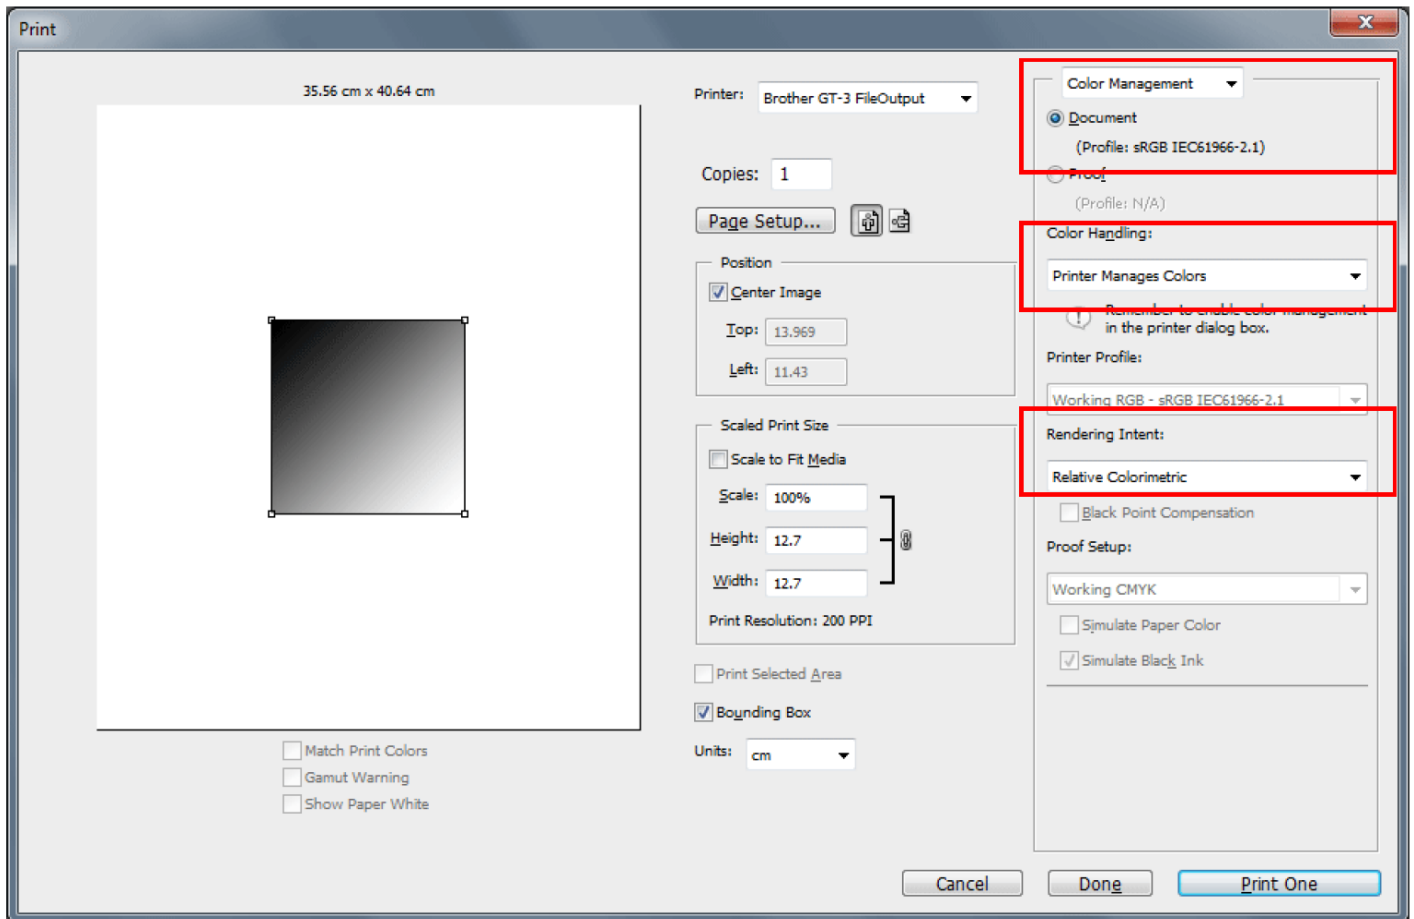 Print
X
35.56 cm x 40.64 cm
Match Print Colors
Gamut Warning
Show Paper White
Printer: Brother GT-3 FileOutput
Copies: 1
Page Setup...
Position
Center Image
Top: 13.969
Left: 11.43
Scaled Print Size
Scale to Fit Media
Scale: 100%
Height: 12.7
Width: 12.7
Print Resolution: 200 PPI
Print Selected Area
Bounding Box
Units: cm
Color Management
Document
(Profile: sRGB IEC61966-2.1)
Proof
(Profile: N/A)
Color Handling:
Printer Manages Colors
Remember to enable color management
in the printer dialog box.
Printer Profile:
Working RGB - sRGB IEC61966-2.1
Rendering Intent:
Relative Colorimetric
Black Point Compensation
Proof Setup:
Working CMYK
Simulate Paper Color
Simulate Black Ink
Cancel
Done
Print One